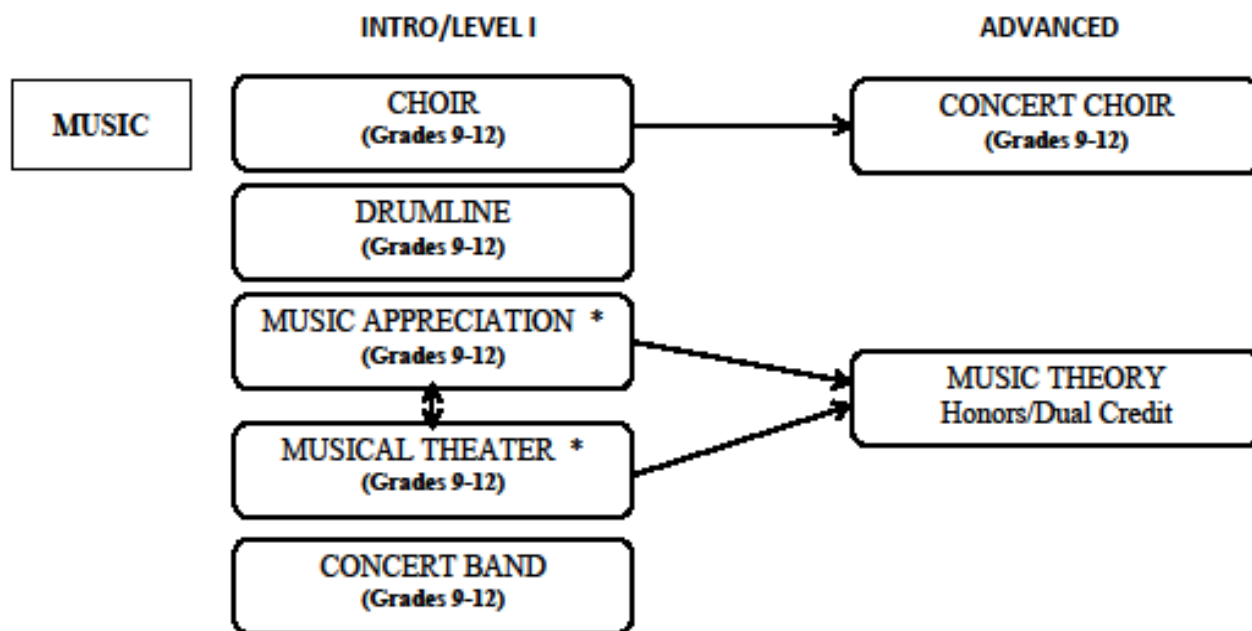 INTRO/LEVEL I
ADVANCED
MUSIC
CHOIR
(Grades 9-12)
CONCERT CHOIR
(Grades 9-12)
DRUMLINE
(Grades 9-12)
MUSIC APPRECIATION *
(Grades 9-12)
MUSIC THEORY
Honors/Dual Credit
MUSICAL THEATER *
(Grades 9-12)
CONCERT BAND
(Grades 9-12)